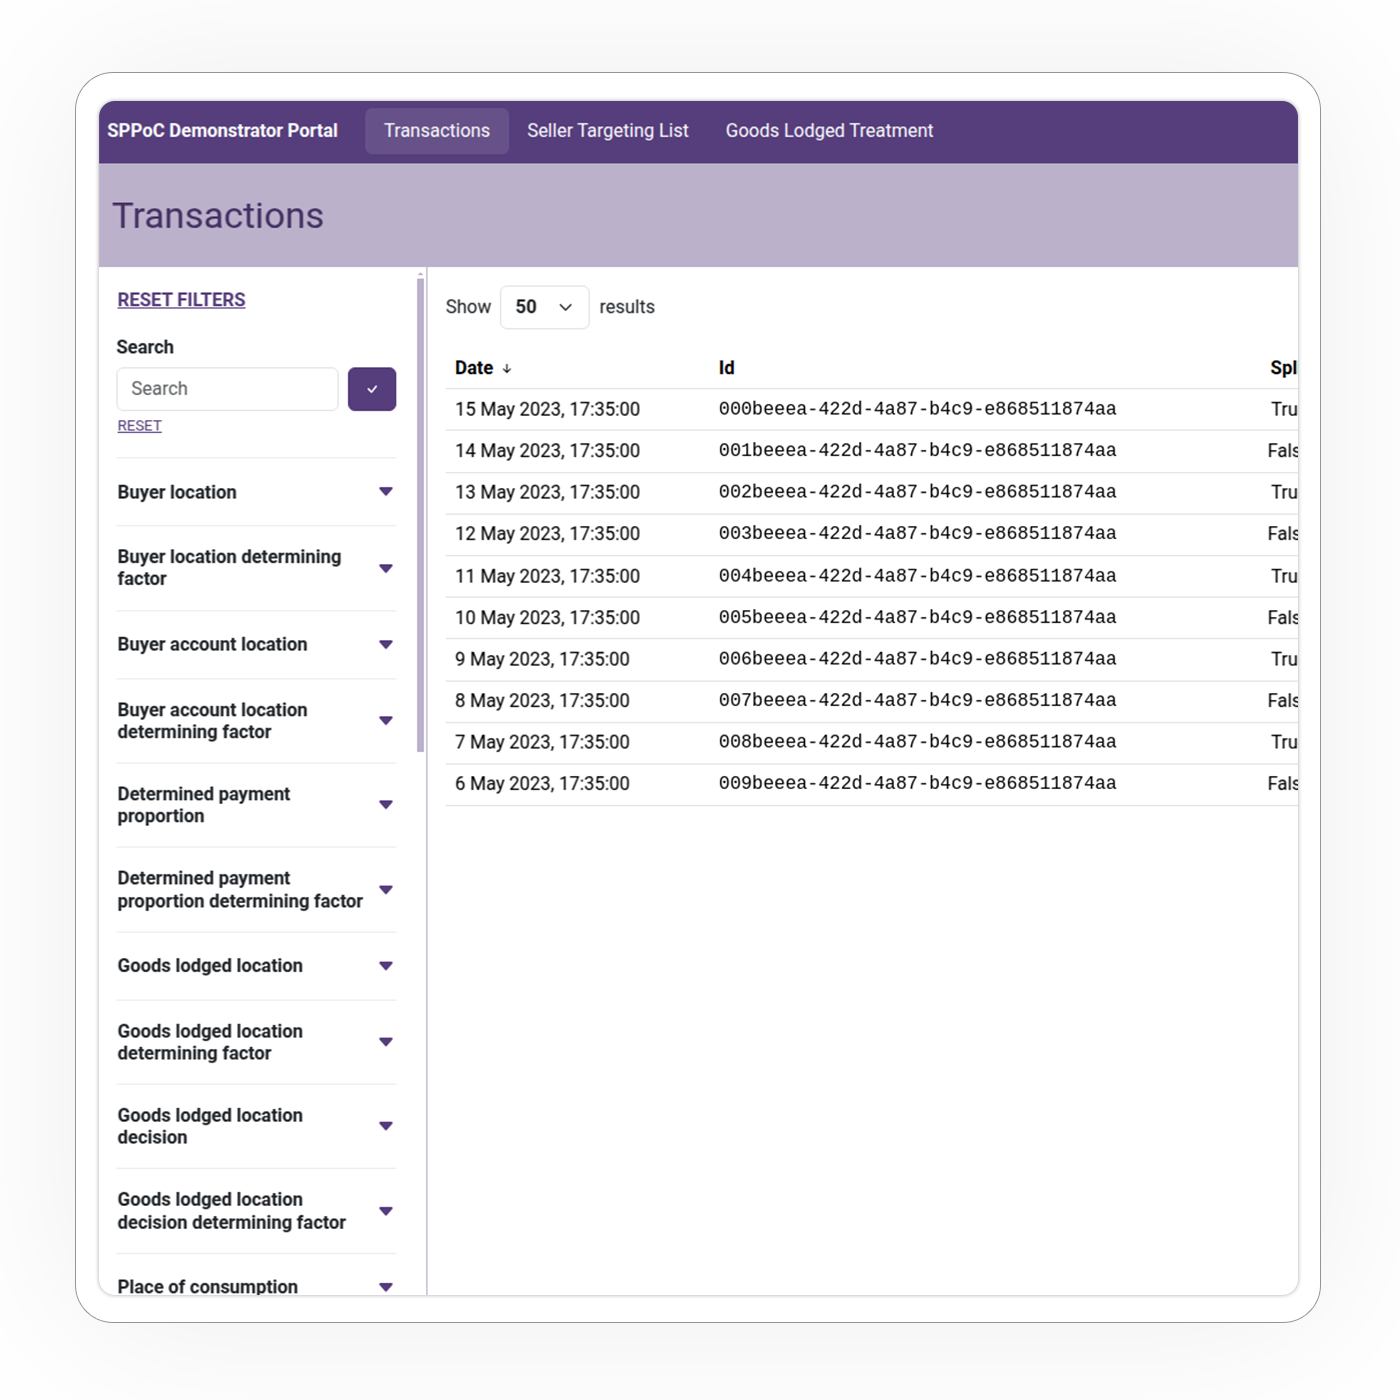 SPPoC Demonstrator Portal Transactions Seller Targeting List Goods Lodged Treatment
Transactions
RESET FILTERS
Search
Search
RESET
Buyer location
Buyer location determining
factor
Buyer account location
Buyer account location
determining factor
Determined payment
proportion
Determined payment
proportion determining factor
Goods lodged location
Goods lodged location
determining factor
Goods lodged location
decision
Goods lodged location
decision determining factor
Place of consumption
Show 50 results
Date ↓ Id Spl
15 May 2023, 17:35:00 000beeea-422d-4a87-b4c9-e868511874aa Tru
14 May 2023, 17:35:00 001beeea-422d-4a87-b4c9-e868511874aa Fals
13 May 2023, 17:35:00 002beeea-422d-4a87-b4c9-e868511874aa Tru
12 May 2023, 17:35:00 003beeea-422d-4a87-b4c9-e868511874aa Fals
11 May 2023, 17:35:00 004beeea-422d-4a87-b4c9-e868511874aa Tru
10 May 2023, 17:35:00 005beeea-422d-4a87-b4c9-e868511874aa Fals
9 May 2023, 17:35:00 006beeea-422d-4a87-b4c9-e868511874aa Tru
8 May 2023, 17:35:00 007beeea-422d-4a87-b4c9-e868511874aa Fals
7 May 2023, 17:35:00 008beeea-422d-4a87-b4c9-e868511874aa Tru
6 May 2023, 17:35:00 009beeea-422d-4a87-b4c9-e868511874aa Fals